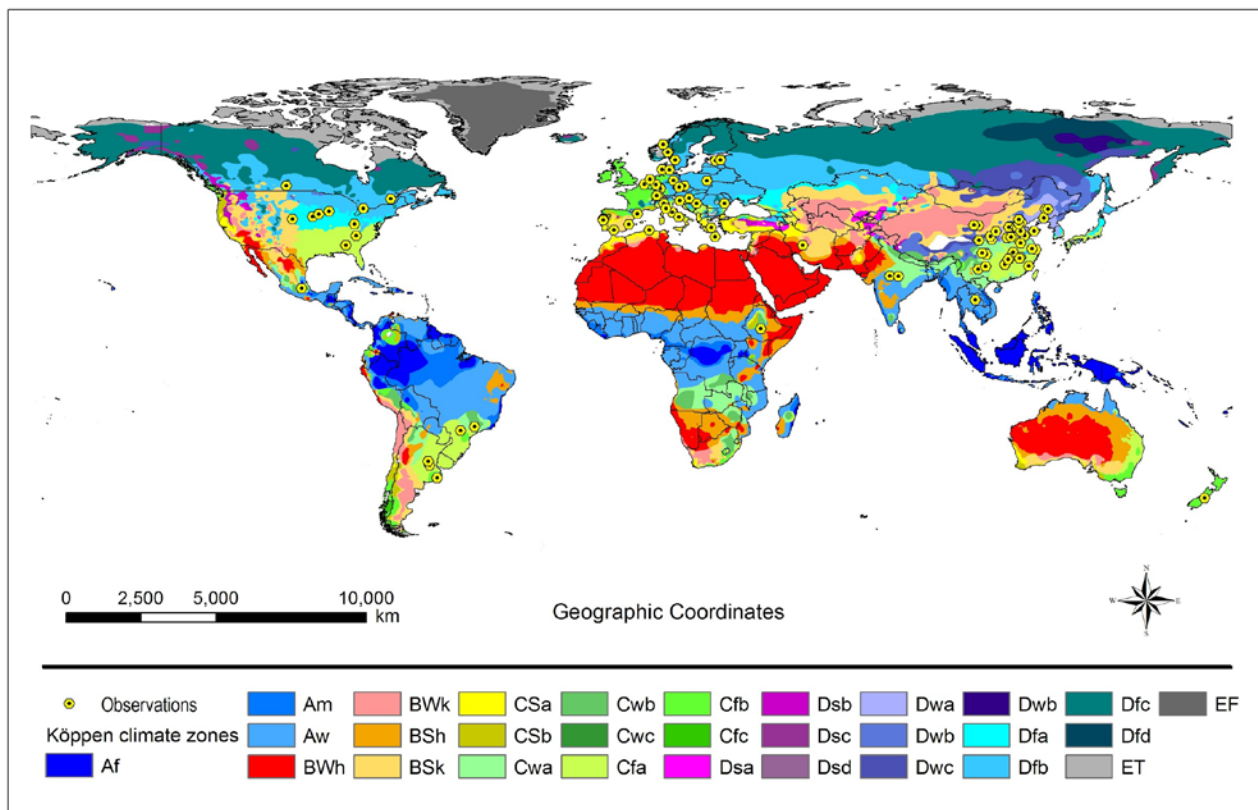 N
W E
S
0 2,500 5,000 10,000
km
Geographic Coordinates
Observations Am BWk CSa Cwb Cfb Dsb Dwa Dwb Dfc EF
Köppen climate zones Aw BSh CSb Cwc Cfc Dsc Dwb Dfa Dfd
Af BWh BSk Cwa Cfa Dsa Dsd Dwc Dfb ET